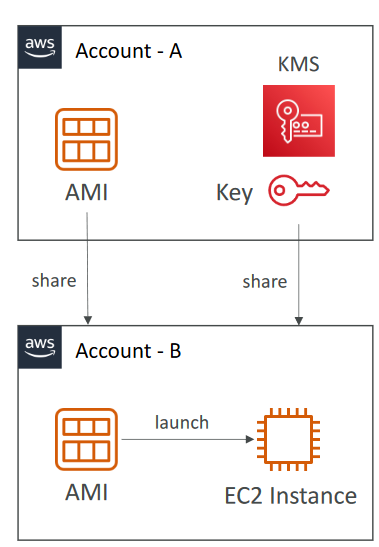 aws
Account - A
KMS
AMI
Key
share
share
aws
Account - B
launch
AMI
EC2 Instance